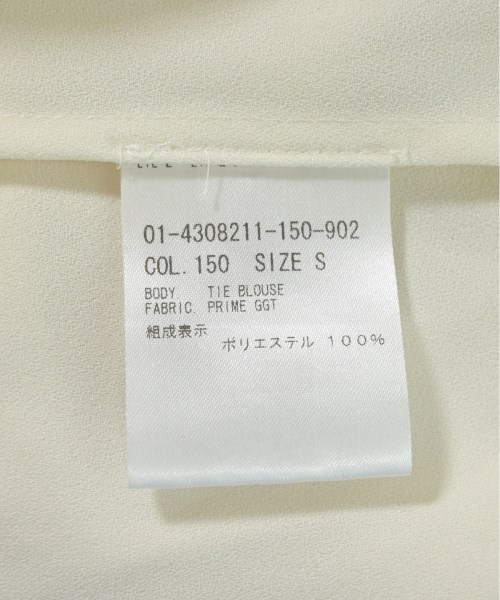 01-4308211-150-902
COL. 150 SIZE S
BODY. TIE BLOUSE
FABRIC. PRIME GGT
組成表示
ポリエステル 100%